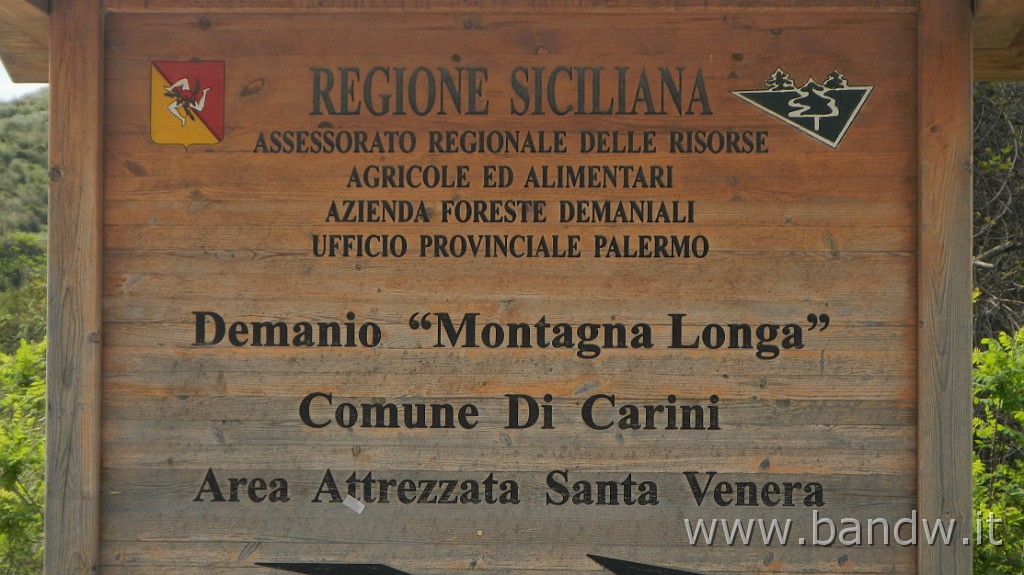 REGIONE SICILIANA
ASSESSORATO REGIONALE DELLE RISORSE
AGRICOLE ED ALIMENTARI
AZIENDA FORESTE DEMANIALI
UFFICIO PROVINCIALE PALERMO
Demanio “Montagna Longa”
Comune Di Carini
Area Attrezzata Santa Venera
www.bandw.it